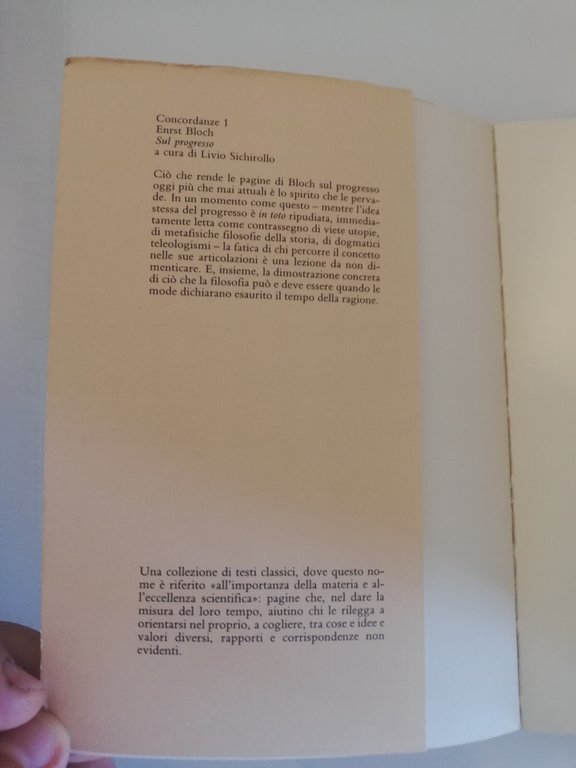 Concordanze 1
Enrst Bloch
Sul progresso
a cura di Livio Sichirollo
Ciò che rende le pagine di Bloch sul progresso
oggi più che mai attuali è lo spirito che le perva-
de. In un momento come questo – mentre l'idea
stessa del progresso è in toto ripudiata, immedia-
tamente letta come contrassegno di viete utopie,
di metafisiche filosofie della storia, di dogmatici
teleologismi – la fatica di chi percorre il concetto
nelle sue articolazioni è una lezione da non di-
menticare. E, insieme, la dimostrazione concreta
di ciò che la filosofia può e deve essere quando le
mode dichiarano esaurito il tempo della ragione.
Una collezione di testi classici, dove questo no-
me è riferito «all'importanza della materia e al-
l'eccellenza scientifica»: pagine che, nel dare la
misura del loro tempo, aiutino chi le rilegga a
orientarsi nel proprio, a cogliere, tra cose e idee e
valori diversi, rapporti e corrispondenze non
evidenti.